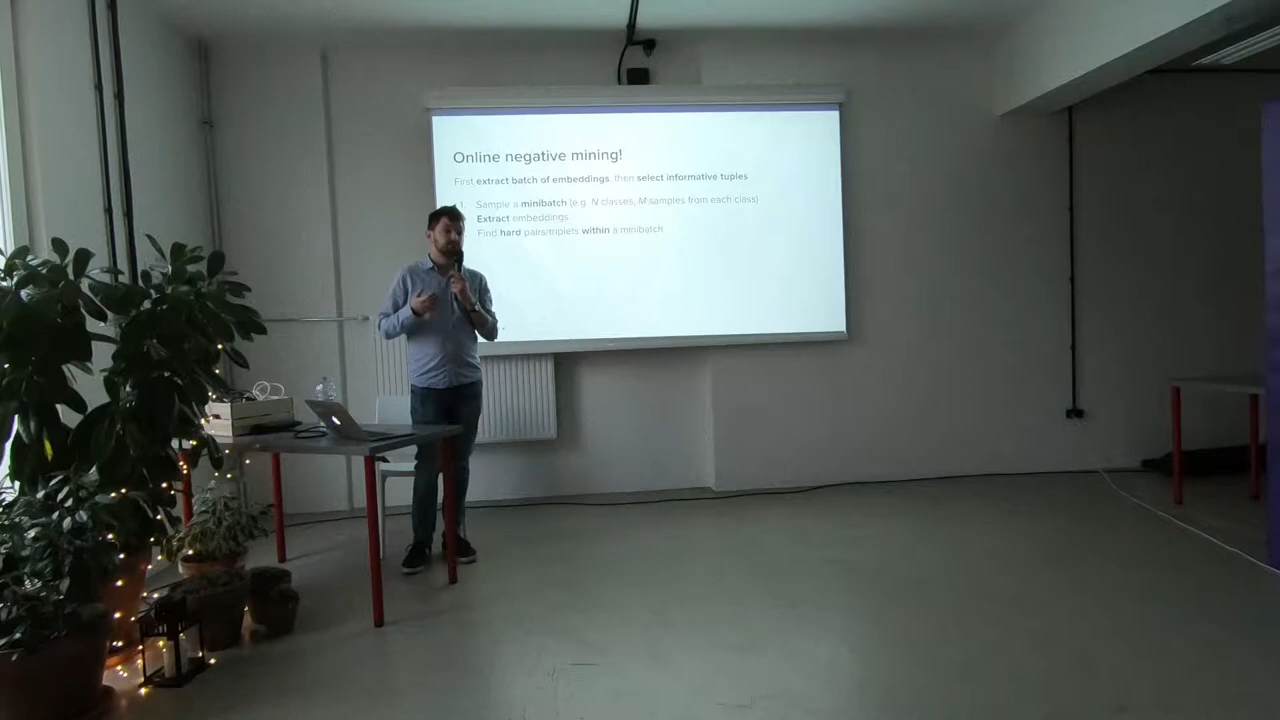 Online negative mining!
First extract batch of embeddings, then select informative tuples
1. Sample a minibatch (e.g. N classes, M samples from each class)
Extract embeddings
Find hard pairs/triplets within a minibatch